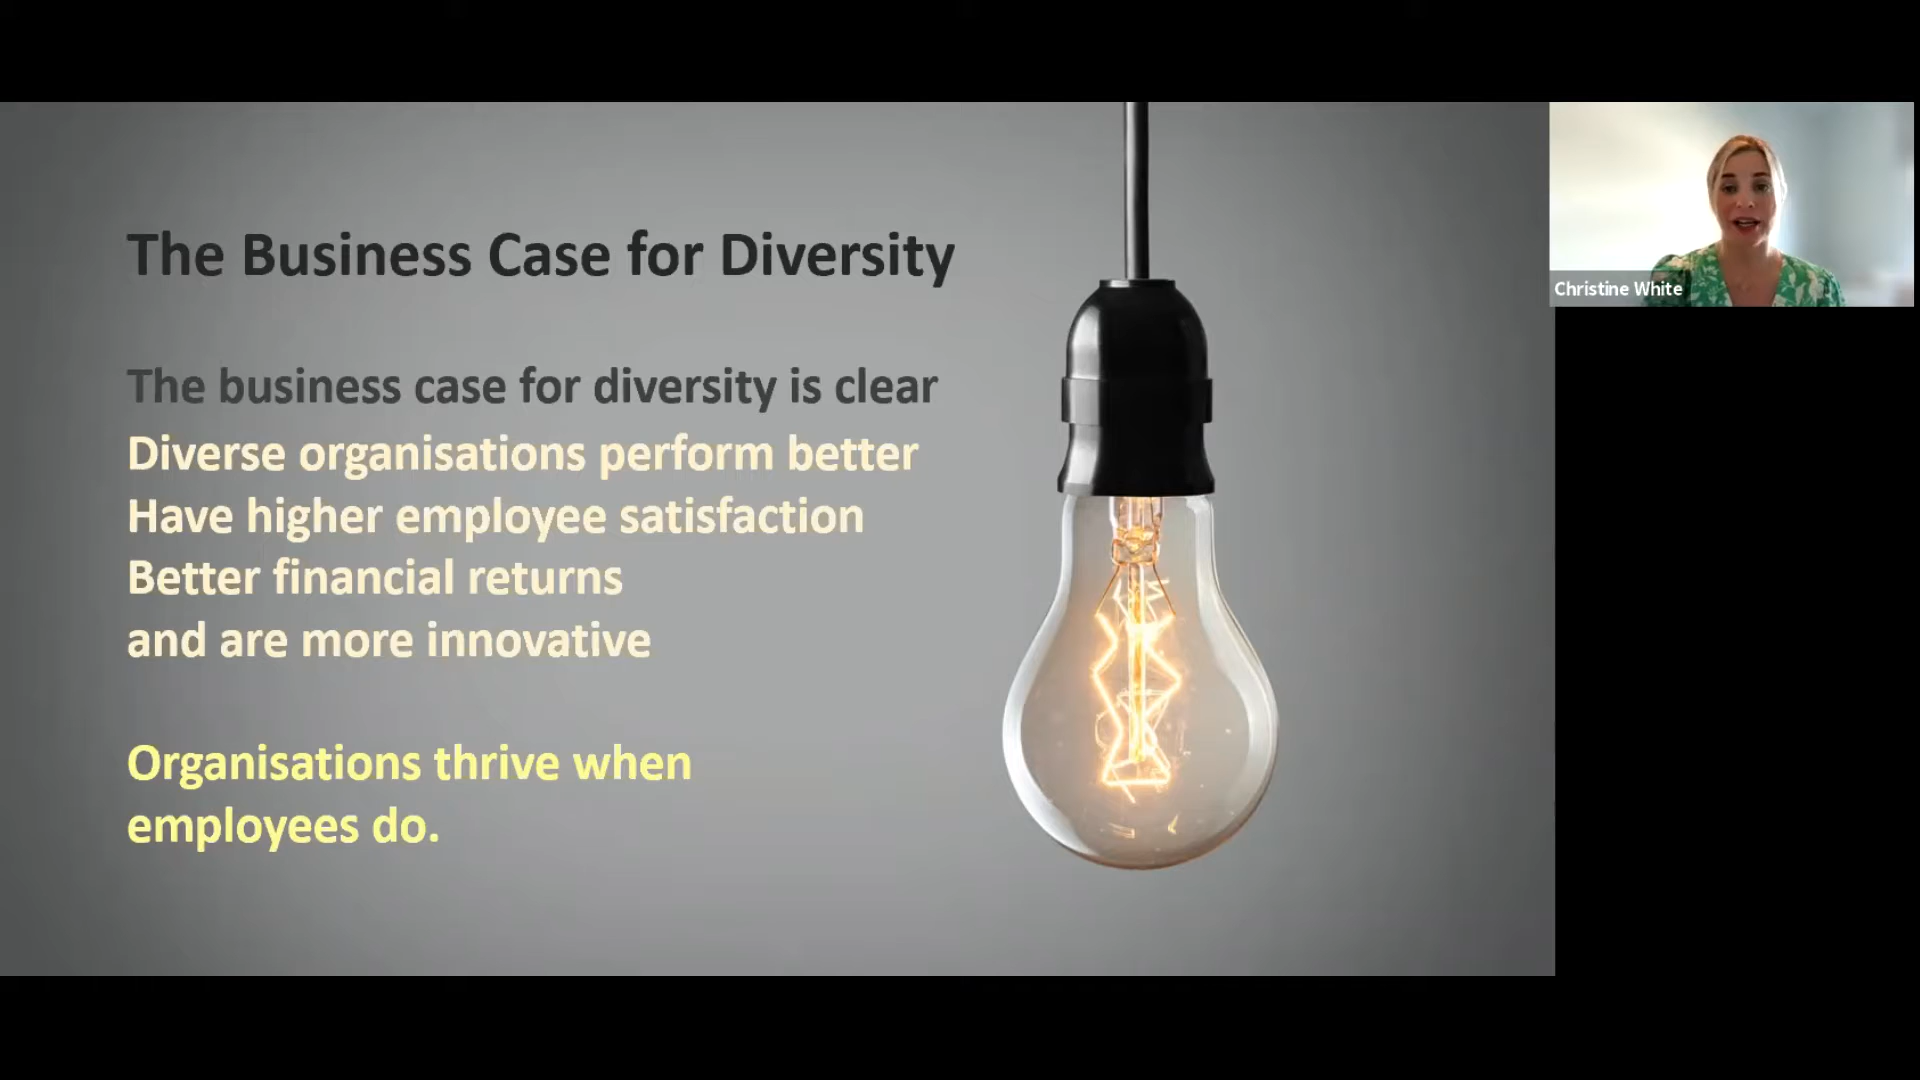 The Business Case for Diversity
The business case for diversity is clear
Diverse organisations perform better
Have higher employee satisfaction
Better financial returns
and are more innovative
Organisations thrive when
employees do.
Christine White